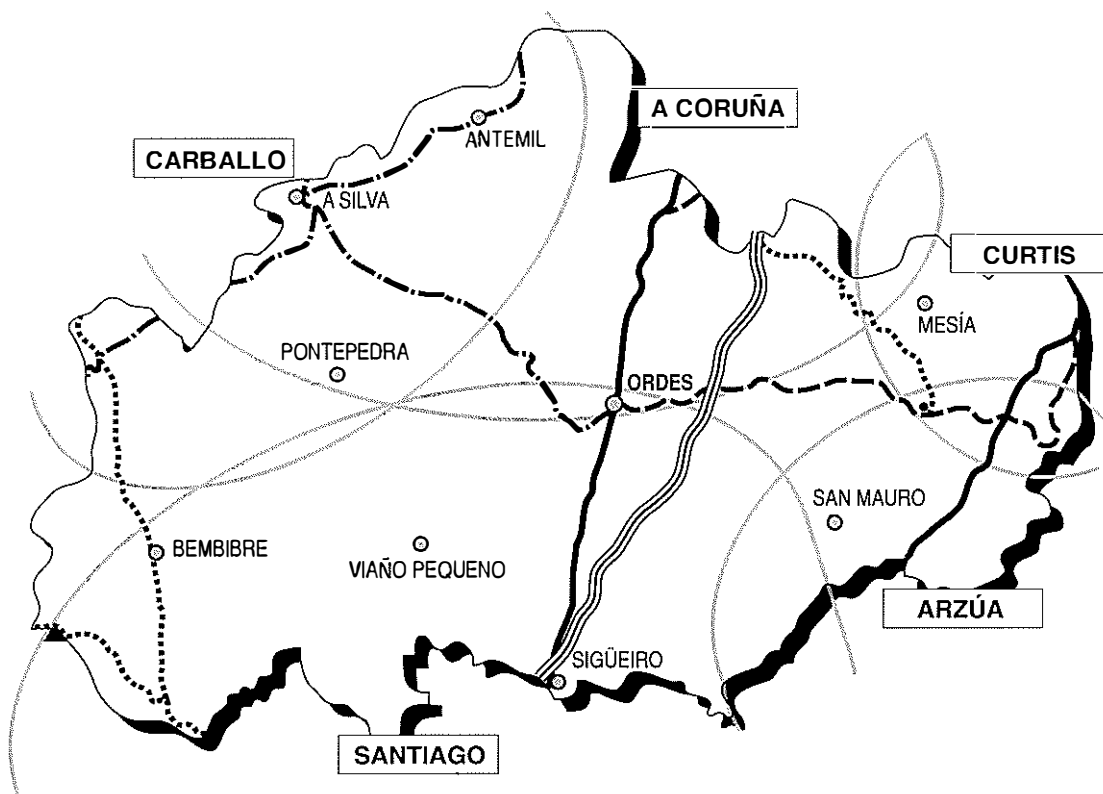 A CORUÑA
ANTEMIL
CARBALLO
A SILVA
CURTIS
MESÍA
PONTEPEDRA
ORDES
SAN MAURO
BEMBIBRE
VIAÑO PEQUENO
ARZÚA
SIGÜEIRO
SANTIAGO